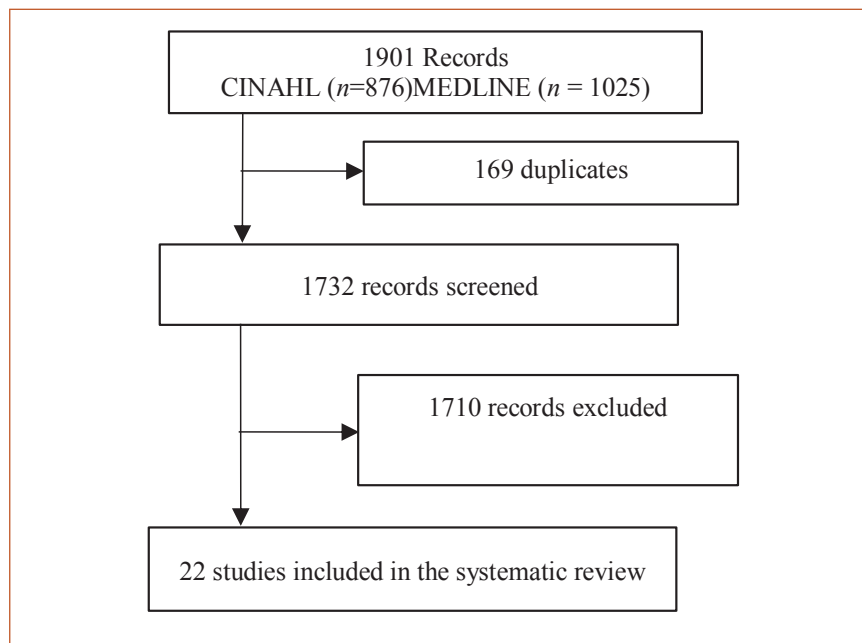 1901 Records
CINAHL (n=876)MEDLINE (n = 1025)
169 duplicates
1732 records screened
1710 records excluded
22 studies included in the systematic review